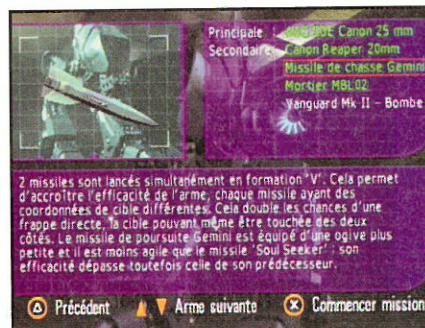 Principale : Canon 25 mm
Secondaire Canon Reaper 20mm
Missile de chasse Gemini
Mortier MBL02
Vanguard Mk II - Bombe
2 missiles sont lancés simultanément en formation "V". Cela permet
d'accroître l'efficacité de l'arme, chaque missile ayant des
coordonnées de cible différentes. Cela double les chances d'une
frappe directe, la cible pouvant même être touchée des deux
côtés. Le missile de poursuite Gemini est équipé d'une ogive plus
petite et il est moins agile que le missile 'Soul Seeker' : son
efficacité dépasse toutefois celle de son prédécesseur.
Précédent Arme suivante Commencer mission